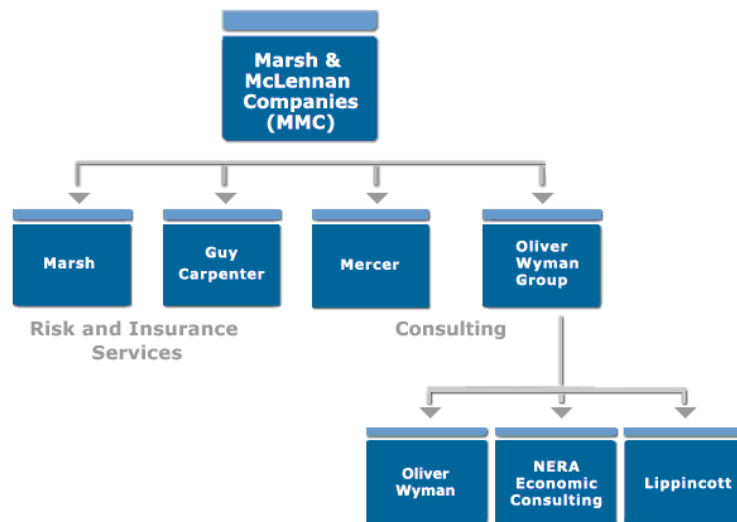 Marsh &
McLennan
Companies
(MMC)
Marsh
Guy
Carpenter
Mercer
Oliver
Wyman
Group
Risk and Insurance
Services
Consulting
Oliver
Wyman
NERA
Economic
Consulting
Lippincott